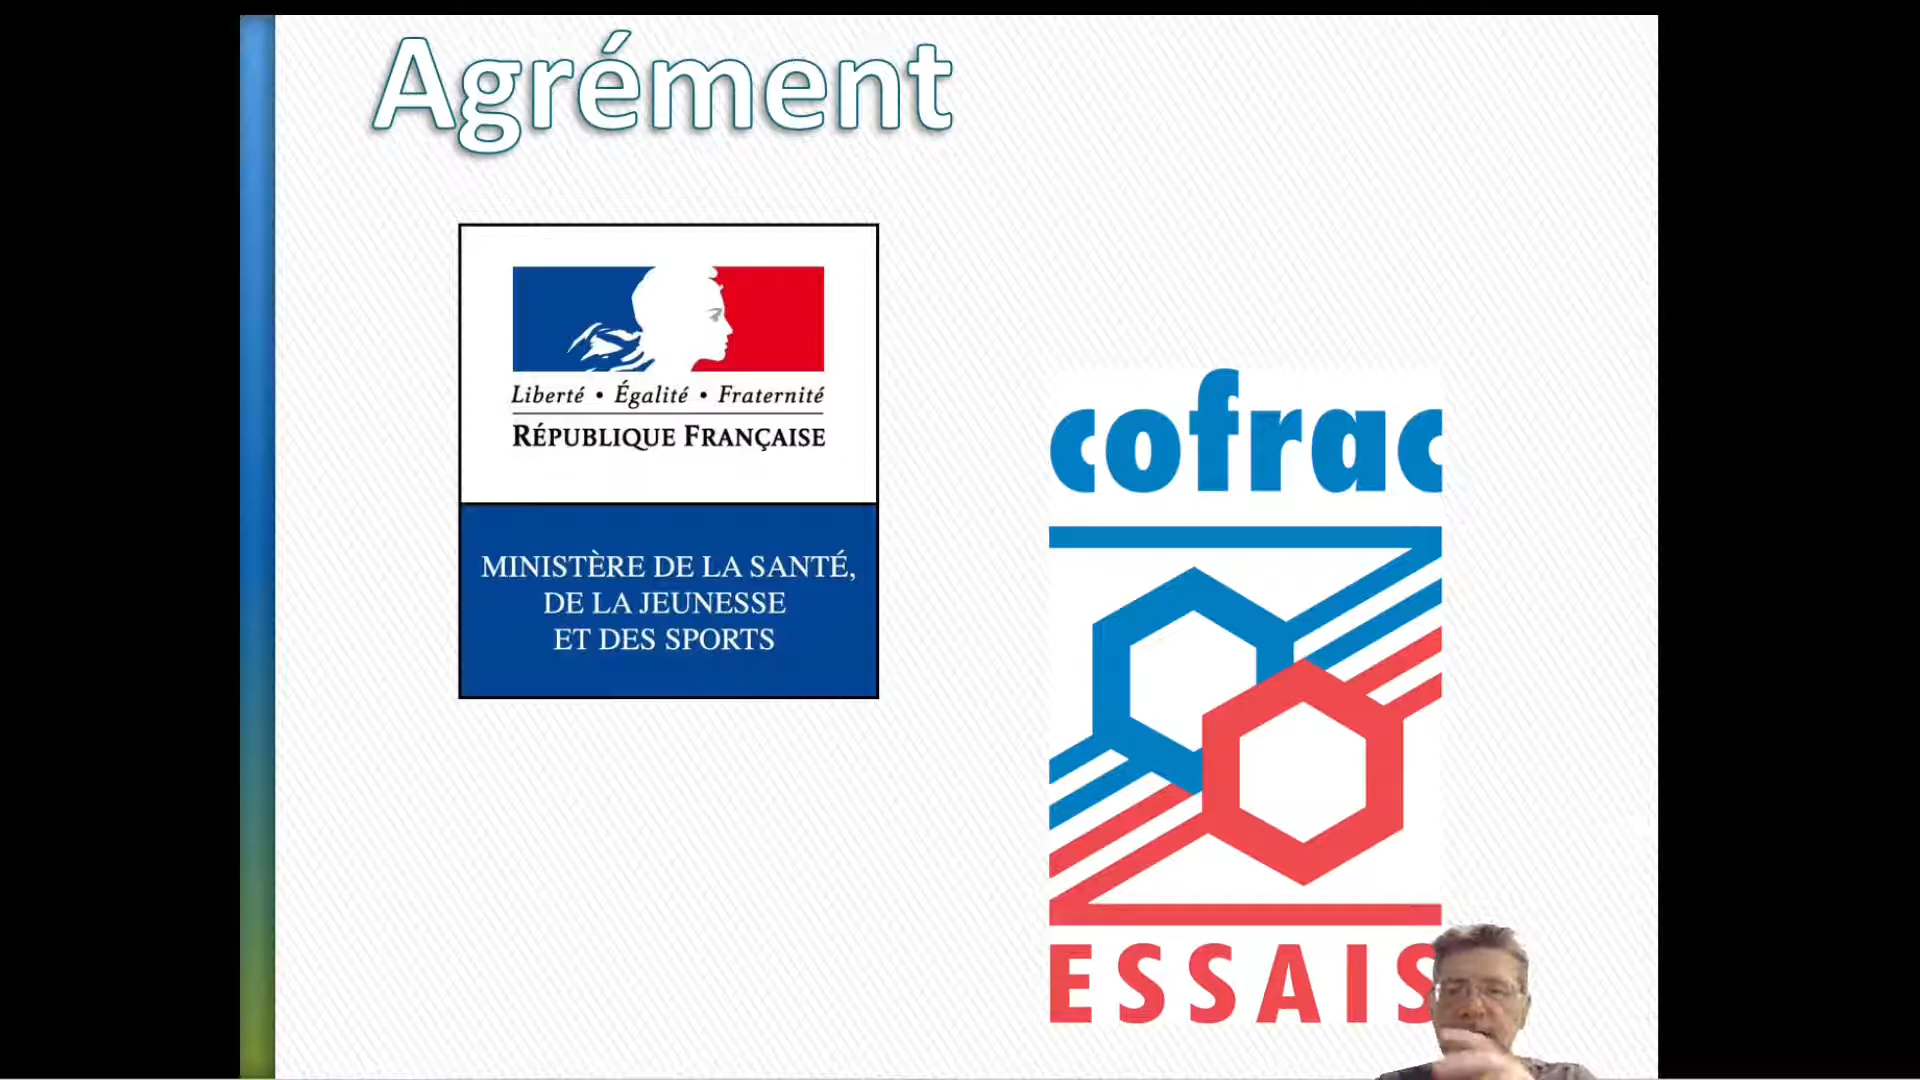 Agrément
Liberté • Égalité • Fraternité
RÉPUBLIQUE FRANÇAISE
MINISTÈRE DE LA SANTÉ,
DE LA JEUNESSE
ET DES SPORTS
cofrac
ESSAIS